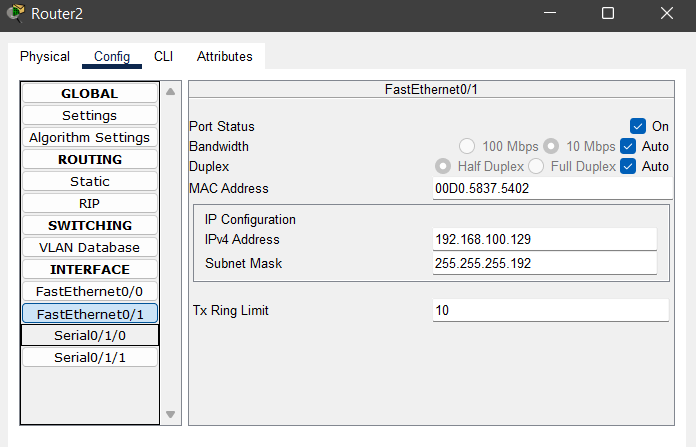 Router2
Physical Config CLI Attributes
GLOBAL
Settings
Algorithm Settings
ROUTING
Static
RIP
SWITCHING
VLAN Database
INTERFACE
FastEthernet0/0
FastEthernet0/1
Serial0/1/0
Serial0/1/1
FastEthernet0/1
Port Status On
Bandwidth 100 Mbps 10 Mbps Auto
Duplex Half Duplex Full Duplex Auto
MAC Address 00D0.5837.5402
IP Configuration
IPv4 Address 192.168.100.129
Subnet Mask 255.255.255.192
Tx Ring Limit 10